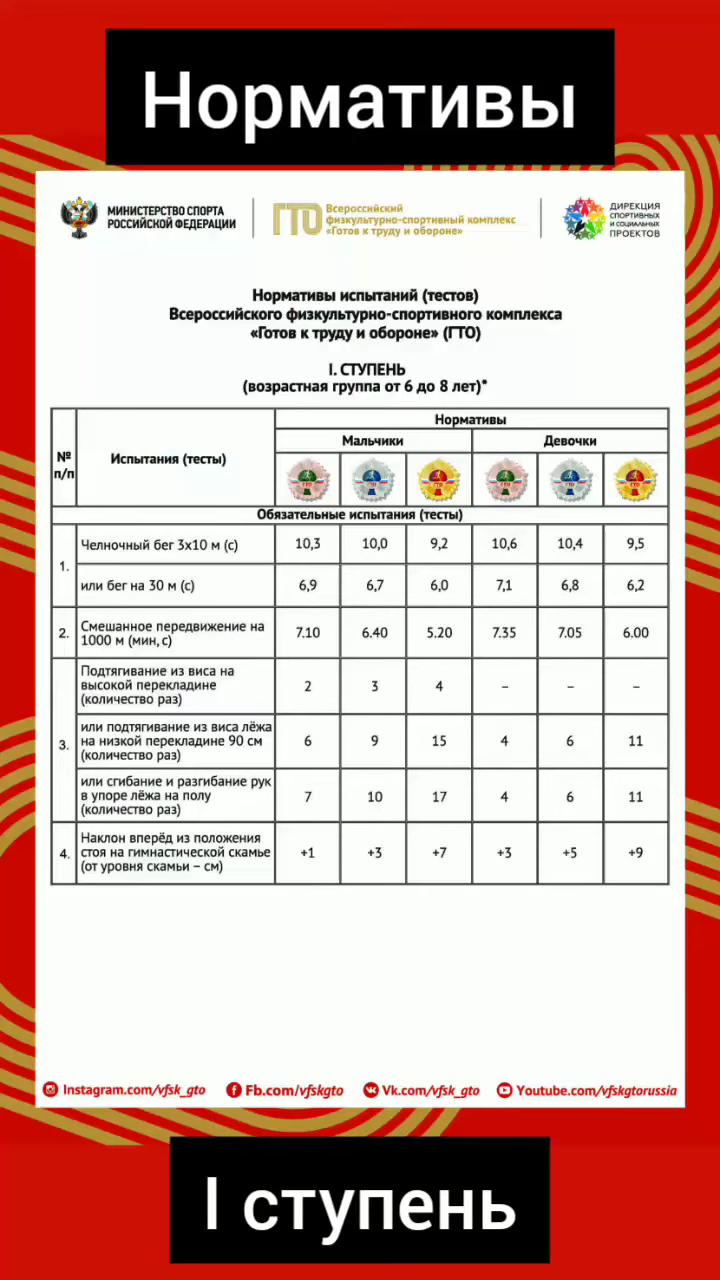 Нормативы
МИНИСТЕРСТВО СПОРТА
РОССИЙСКОЙ ФЕДЕРАЦИИ
ГТО
Всероссийский
физкультурно-спортивный комплекс
«Готов к труду и обороне»
ДИРЕКЦИЯ
СПОРТИВНЫХ
И СОЦИАЛЬНЫХ
ПРОЕКТОВ
Нормативы испытаний (тестов)
Всероссийского физкультурно-спортивного комплекса
«Готов к труду и обороне» (ГТО)
I. СТУПЕНЬ
(возрастная группа от 6 до 8 лет)*
№ п/п Испытания (тесты) Нормативы
Мальчики Девочки
ГТО ГТО ГТО ГТО ГТО ГТО
Обязательные испытания (тесты)
1. Челночный бег 3х10 м (с) 10,3 10,0 9,2 10,6 10,4 9,5
или бег на 30 м (с) 6,9 6,7 6,0 7,1 6,8 6,2
2. Смешанное передвижение на
1000 м (мин, с) 7.10 6.40 5.20 7.35 7.05 6.00
3. Подтягивание из виса на
высокой перекладине
(количество раз) 2 3 4 – – –
или подтягивание из виса лёжа
на низкой перекладине 90 см
(количество раз) 6 9 15 4 6 11
или сгибание и разгибание рук
в упоре лёжа на полу
(количество раз) 7 10 17 4 6 11
4. Наклон вперёд из положения
стоя на гимнастической скамье
(от уровня скамьи – см) +1 +3 +7 +3 +5 +9
Instagram.com/vfsk_gto Fb.com/vfskgto Vk.com/vfsk_gto Youtube.com/vfskgtorussia
I ступень